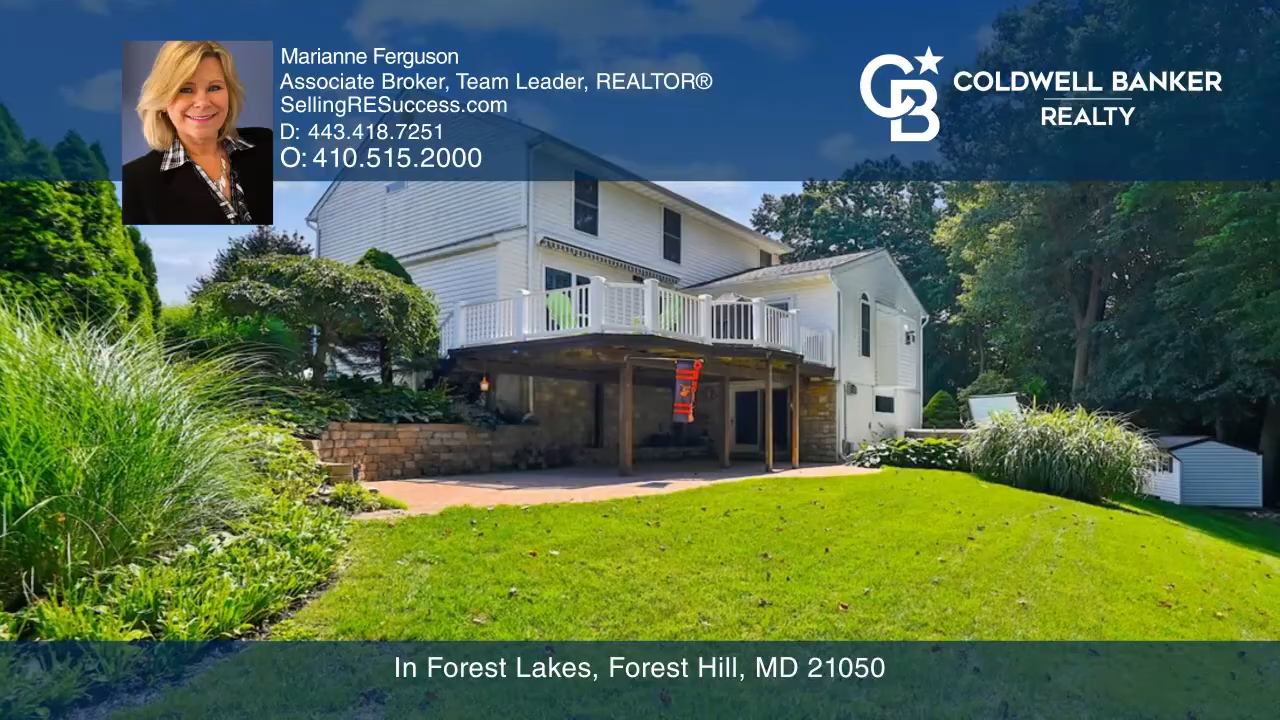 Marianne Ferguson
Associate Broker, Team Leader, REALTOR®
SellingRESuccess.com
D: 443.418.7251
O: 410.515.2000
CB
COLDWELL BANKER
REALTY
In Forest Lakes, Forest Hill, MD 21050